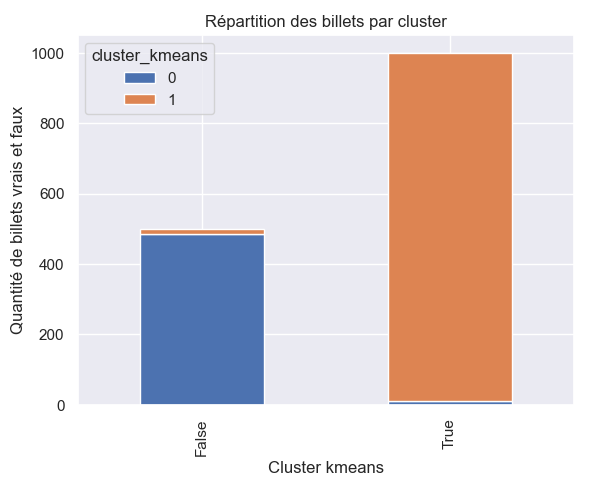 Répartition des billets par cluster
cluster_kmeans
0
1
Quantité de billets vrais et faux
1000
800
600
400
200
0
False
True
Cluster kmeans